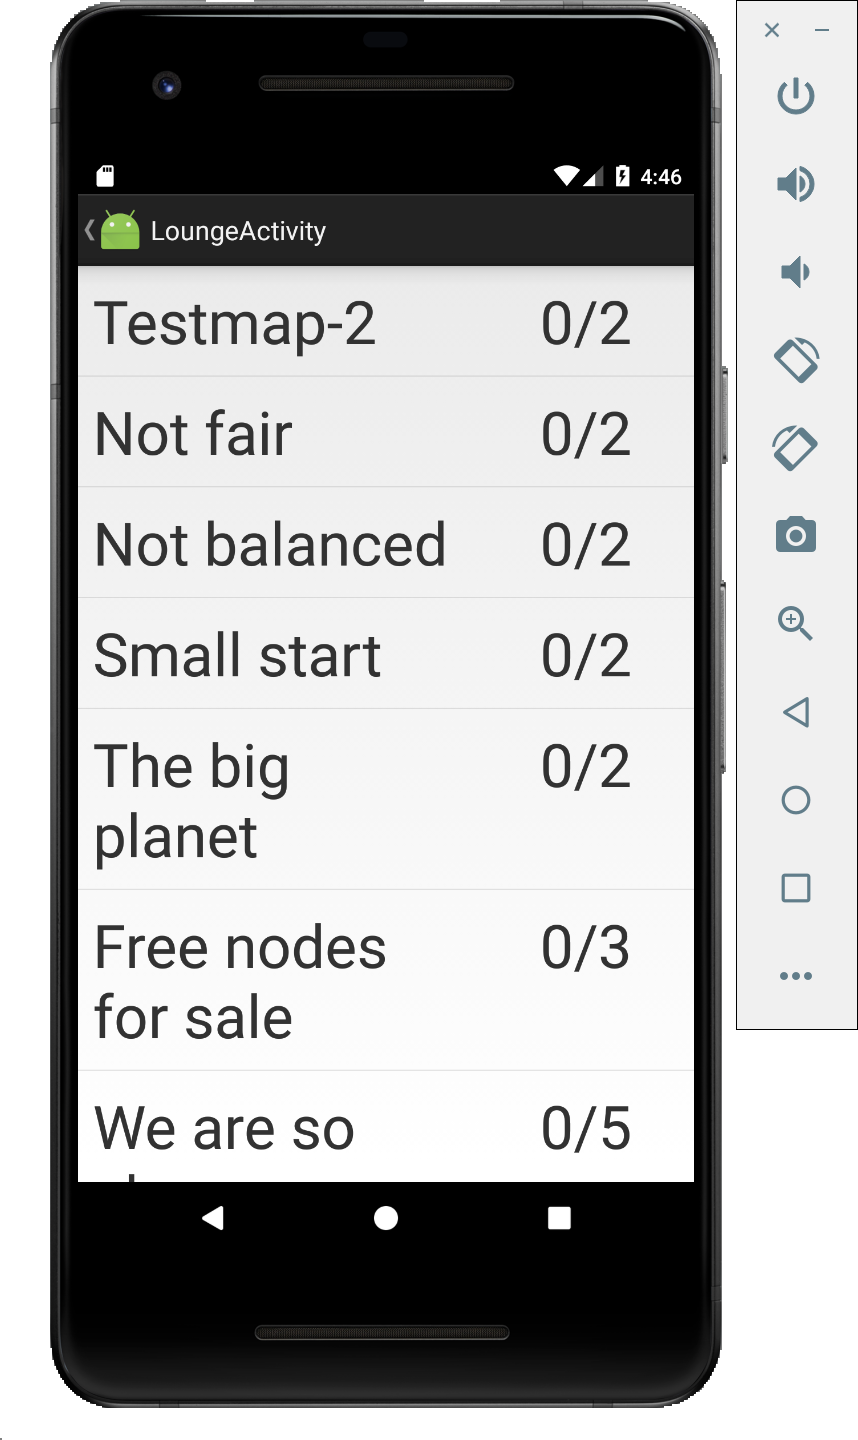 4:46
LoungeActivity
Testmap-2 0/2
Not fair 0/2
Not balanced 0/2
Small start 0/2
The big 0/2
planet
Free nodes 0/3
for sale
We are so 0/5